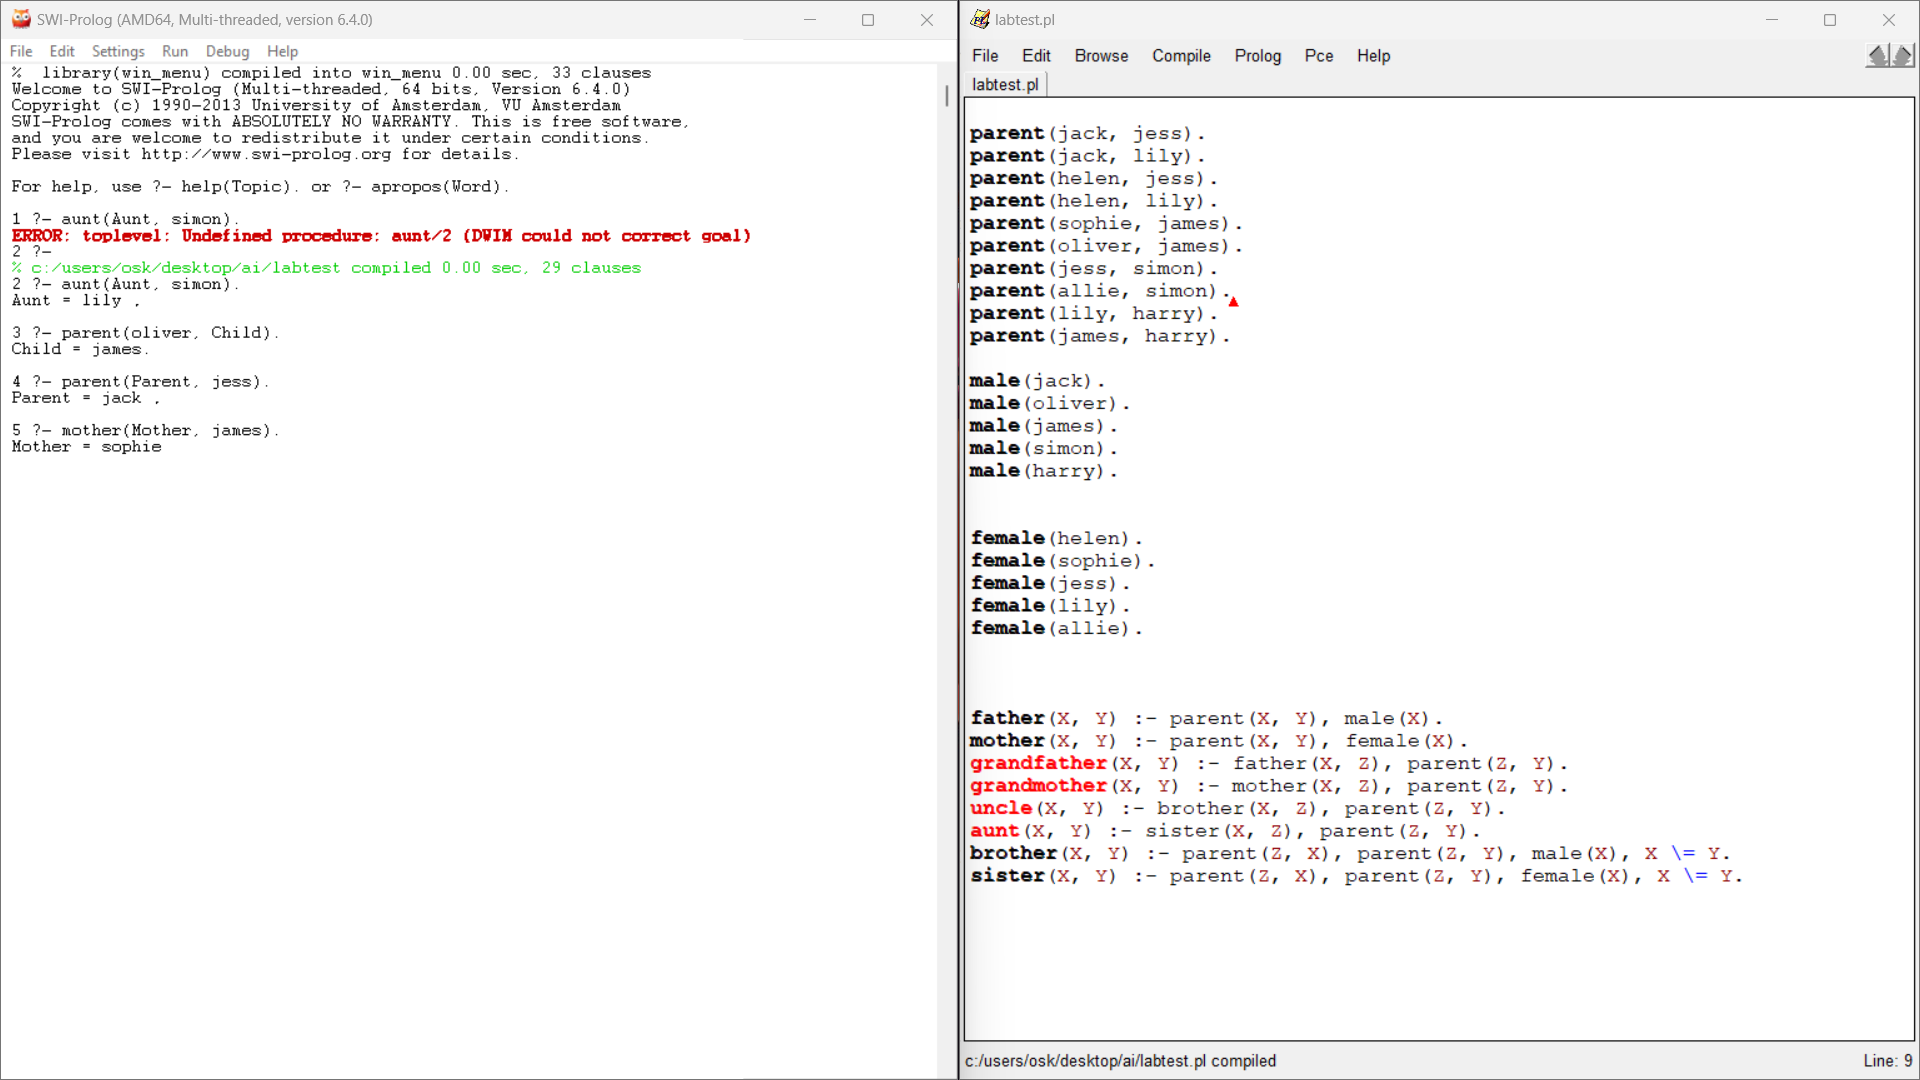 SWI-Prolog (AMD64, Multi-threaded, version 6.4.0)
File Edit Settings Run Debug Help
%  library(win_menu) compiled into win_menu 0.00 sec, 33 clauses
Welcome to SWI-Prolog (Multi-threaded, 64 bits, Version 6.4.0)
Copyright (c) 1990-2013 University of Amsterdam, VU Amsterdam
SWI-Prolog comes with ABSOLUTELY NO WARRANTY. This is free software,
and you are welcome to redistribute it under certain conditions.
Please visit http://www.swi-prolog.org for details.
For help, use ?- help(Topic). or ?- apropos(Word).
1 ?- aunt(Aunt, simon).
ERROR: toplevel: Undefined procedure: aunt/2 (DWIM could not correct goal)
2 ?-
% c:/users/osk/desktop/ai/labtest compiled 0.00 sec, 29 clauses
2 ?- aunt(Aunt, simon).
Aunt = lily ,
3 ?- parent(oliver, Child).
Child = james.
4 ?- parent(Parent, jess).
Parent = jack ,
5 ?- mother(Mother, james).
Mother = sophie
labtest.pl
File Edit Browse Compile Prolog Pce Help
labtest.pl
parent(jack, jess).
parent(jack, lily).
parent(helen, jess).
parent(helen, lily).
parent(sophie, james).
parent(oliver, james).
parent(jess, simon).
parent(allie, simon).
parent(lily, harry).
parent(james, harry).
male(jack).
male(oliver).
male(james).
male(simon).
male(harry).
female(helen).
female(sophie).
female(jess).
female(lily).
female(allie).
father(X, Y) :- parent(X, Y), male(X).
mother(X, Y) :- parent(X, Y), female(X).
grandfather(X, Y) :- father(X, Z), parent(Z, Y).
grandmother(X, Y) :- mother(X, Z), parent(Z, Y).
uncle(X, Y) :- brother(X, Z), parent(Z, Y).
aunt(X, Y) :- sister(X, Z), parent(Z, Y).
brother(X, Y) :- parent(Z, X), parent(Z, Y), male(X), X \= Y.
sister(X, Y) :- parent(Z, X), parent(Z, Y), female(X), X \= Y.
c:/users/osk/desktop/ai/labtest.pl compiled
Line: 9